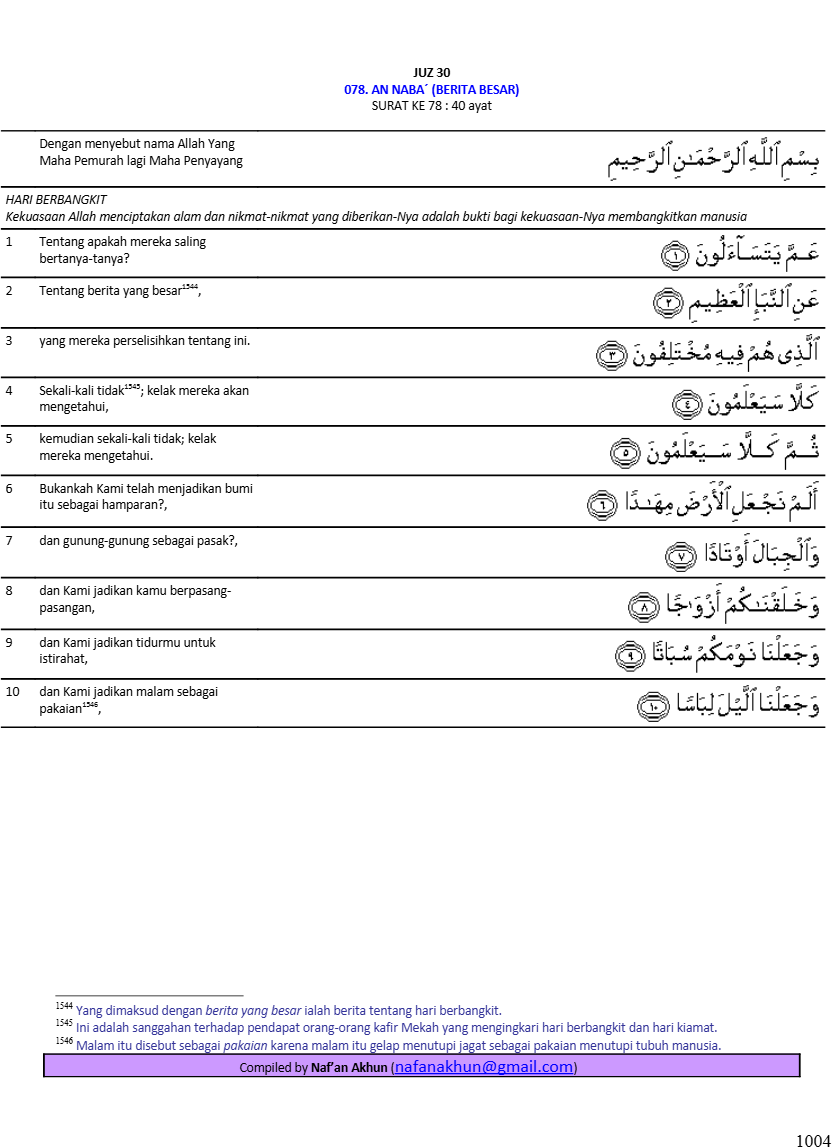 JUZ 30
078. AN NABA´ (BERITA BESAR)
SURAT KE 78 : 40 ayat
Dengan menyebut nama Allah Yang
Maha Pemurah lagi Maha Penyayang
بِسْمِ ٱللَّهِ ٱلرَّحْمَـٰنِ ٱلرَّحِيمِ
HARI BERBANGKIT
Kekuasaan Allah menciptakan alam dan nikmat-nikmat yang diberikan-Nya adalah bukti bagi kekuasaan-Nya membangkitkan manusia
1 Tentang apakah mereka saling
bertanya-tanya?
عَمَّ يَتَسَآءَلُونَ ١
2 Tentang berita yang besar¹⁵⁴⁴,
عَنِ ٱلنَّبَإِ ٱلْعَظِيمِ ٢
3 yang mereka perselisihkan tentang ini.
ٱلَّذِى هُمْ فِيهِ مُخْتَلِفُونَ ٣
4 Sekali-kali tidak¹⁵⁴⁵; kelak mereka akan
mengetahui,
كَلَّا سَيَعْلَمُونَ ٤
5 kemudian sekali-kali tidak; kelak
mereka mengetahui.
ثُمَّ كَلَّا سَيَعْلَمُونَ ٥
6 Bukankah Kami telah menjadikan bumi
itu sebagai hamparan?,
أَلَمْ نَجْعَلِ ٱلْأَرْضَ مِهَـٰدًا ٦
7 dan gunung-gunung sebagai pasak?,
وَٱلْجِبَالَ أَوْتَادًا ٧
8 dan Kami jadikan kamu berpasang-
pasangan,
وَخَلَقْنَـٰكُمْ أَزْوَٰجًا ٨
9 dan Kami jadikan tidurmu untuk
istirahat,
وَجَعَلْنَا نَوْمَكُمْ سُبَاتًا ٩
10 dan Kami jadikan malam sebagai
pakaian¹⁵⁴⁶,
وَجَعَلْنَا ٱلَّيْلَ لِبَاسًا ١٠
¹⁵⁴⁴ Yang dimaksud dengan berita yang besar ialah berita tentang hari berbangkit.
¹⁵⁴⁵ Ini adalah sanggahan terhadap pendapat orang-orang kafir Mekah yang mengingkari hari berbangkit dan hari kiamat.
¹⁵⁴⁶ Malam itu disebut sebagai pakaian karena malam itu gelap menutupi jagat sebagai pakaian menutupi tubuh manusia.
Compiled by Naf’an Akhun (nafanakhun@gmail.com)
1004